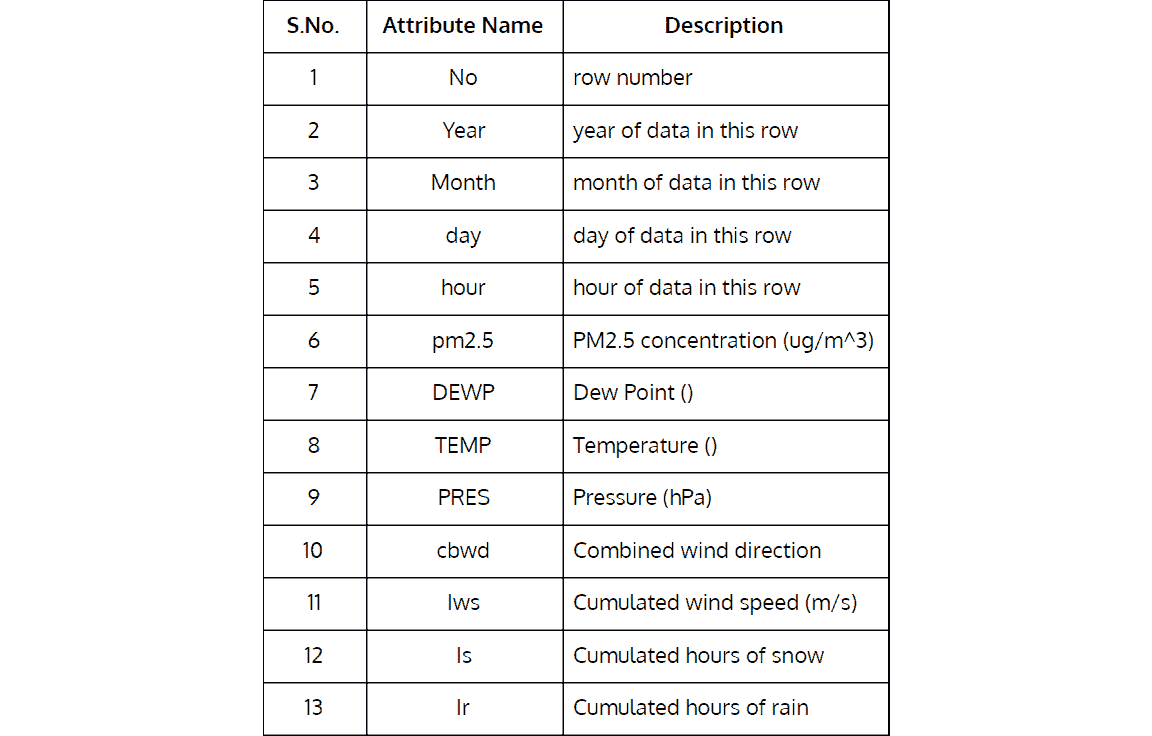 S.No. Attribute Name Description
1 No row number
2 Year year of data in this row
3 Month month of data in this row
4 day day of data in this row
5 hour hour of data in this row
6 pm2.5 PM2.5 concentration (ug/m^3)
7 DEWP Dew Point ()
8 TEMP Temperature ()
9 PRES Pressure (hPa)
10 cbwd Combined wind direction
11 Iws Cumulated wind speed (m/s)
12 Is Cumulated hours of snow
13 Ir Cumulated hours of rain